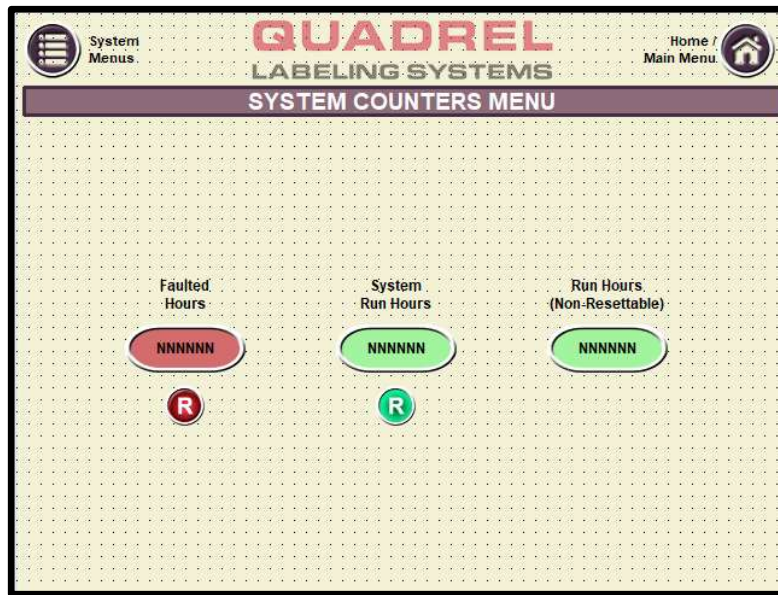 System
Menus
QUADREL
LABELING SYSTEMS
Home /
Main Menu
SYSTEM COUNTERS MENU
Faulted
Hours
System
Run Hours
Run Hours
(Non-Resettable)
NNNNNN
NNNNNN
NNNNNN
R
R